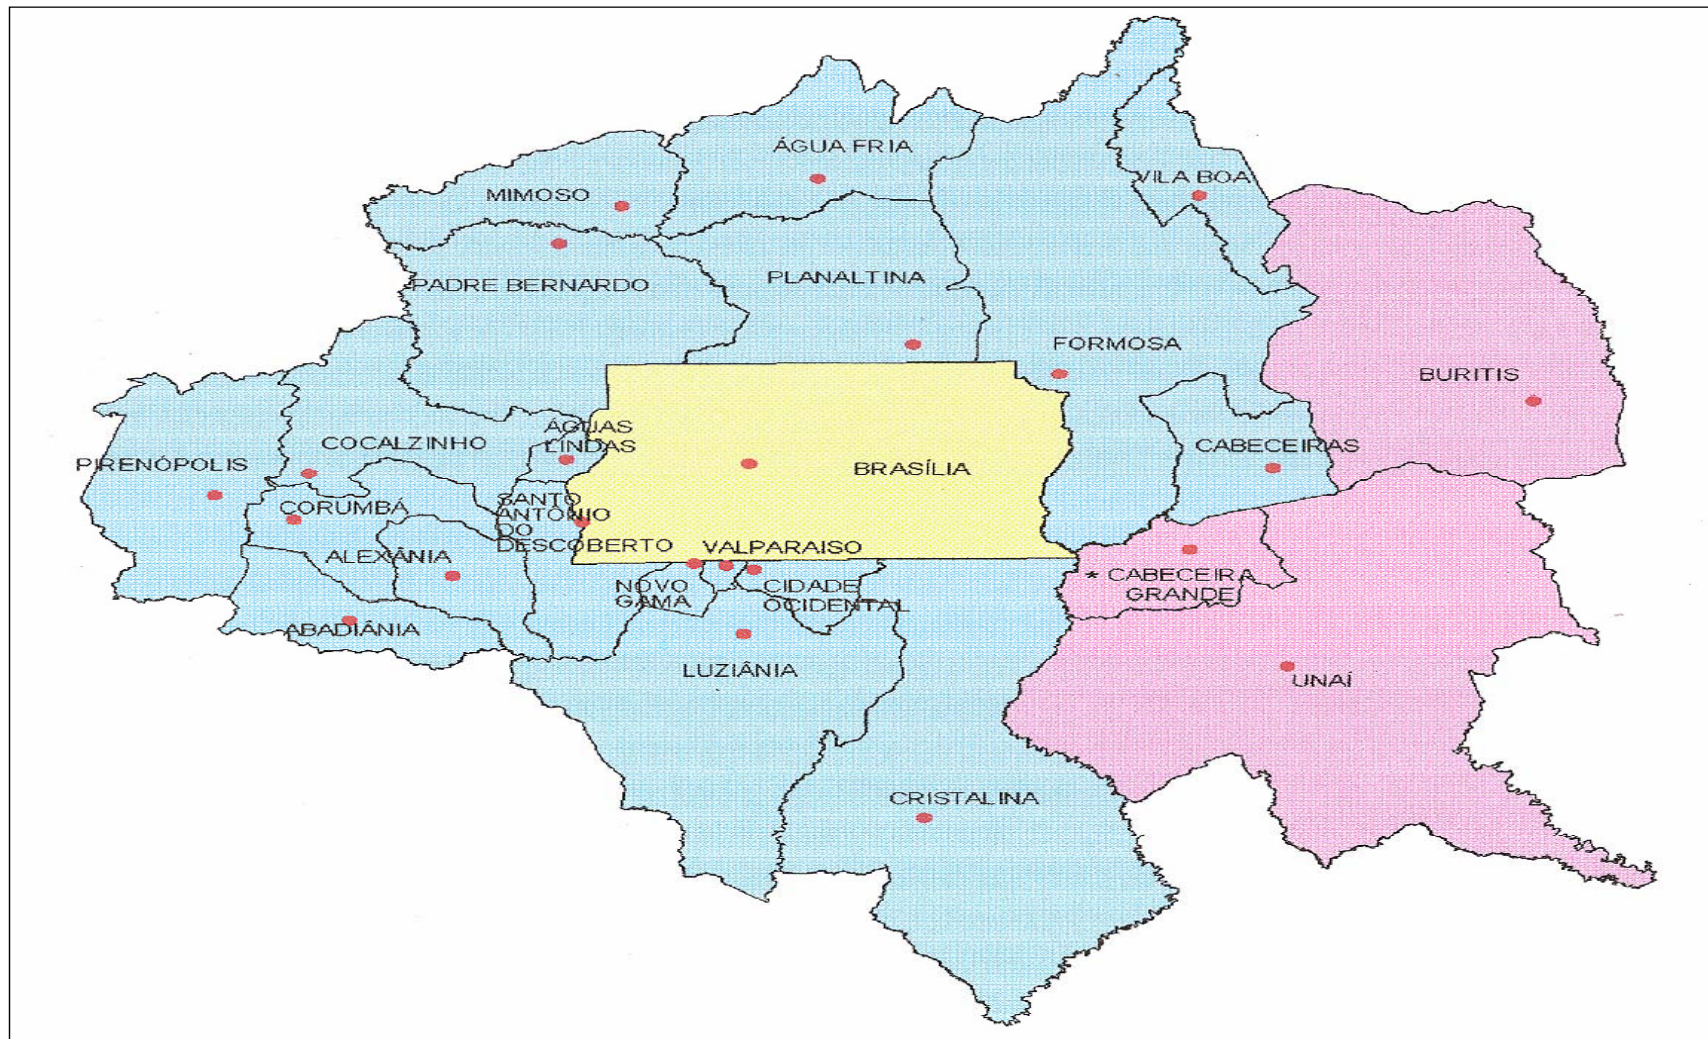 ÁGUA FRIA
VILA BOA
MIMOSO
PLANALTINA
PADRE BERNARDO
FORMOSA
BURITIS
ÁGUAS
LINDAS
COCALZINHO
CABECEIRAS
PIRENÓPOLIS
BRASÍLIA
SANTO
ANTÔNIO
DO
DESCOBERTO
CORUMBÁ
VALPARAISO
ALEXÂNIA
* CABECEIRA
GRANDE
NOVO
GAMA
CIDADE
OCIDENTAL
ABADIÂNIA
LUZIÂNIA
UNAÍ
CRISTALINA